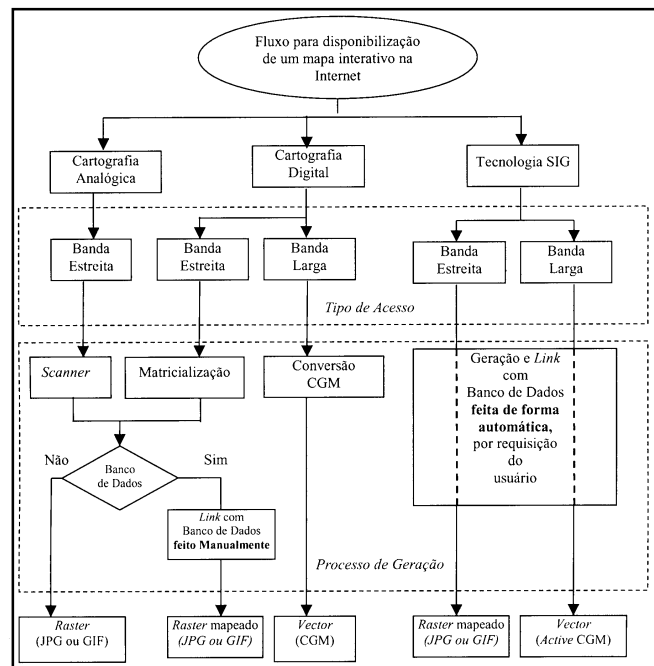 Fluxo para disponibilização
de um mapa interativo na
Internet
Cartografia
Analógica
Cartografia
Digital
Tecnologia SIG
Banda
Estreita
Banda
Estreita
Banda
Larga
Banda
Estreita
Banda
Larga
Tipo de Acesso
Scanner
Matricialização
Conversão
CGM
Geração e Link
com
Banco de Dados
feita de forma
automática,
por requisição
do
usuário
Não
Sim
Banco
de Dados
Link com
Banco de Dados
feito Manualmente
Processo de Geração
Raster
(JPG ou GIF)
Raster mapeado
(JPG ou GIF)
Vector
(CGM)
Raster mapeado
(JPG ou GIF)
Vector
(Active CGM)